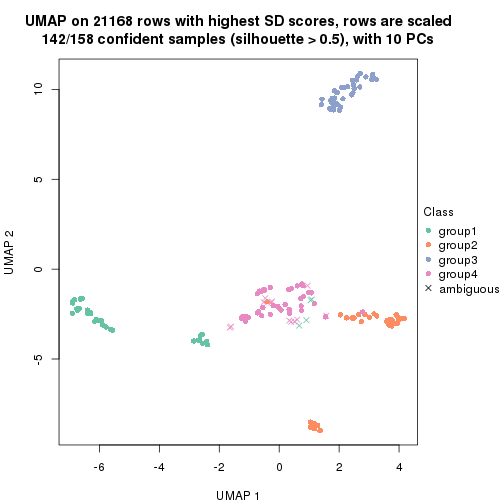 UMAP on 21168 rows with highest SD scores, rows are scaled
142/158 confident samples (silhouette > 0.5), with 10 PCs
10
5
0
-5
UMAP 2
-6
-4
-2
0
2
4
UMAP 1
Class
group1
group2
group3
group4
ambiguous